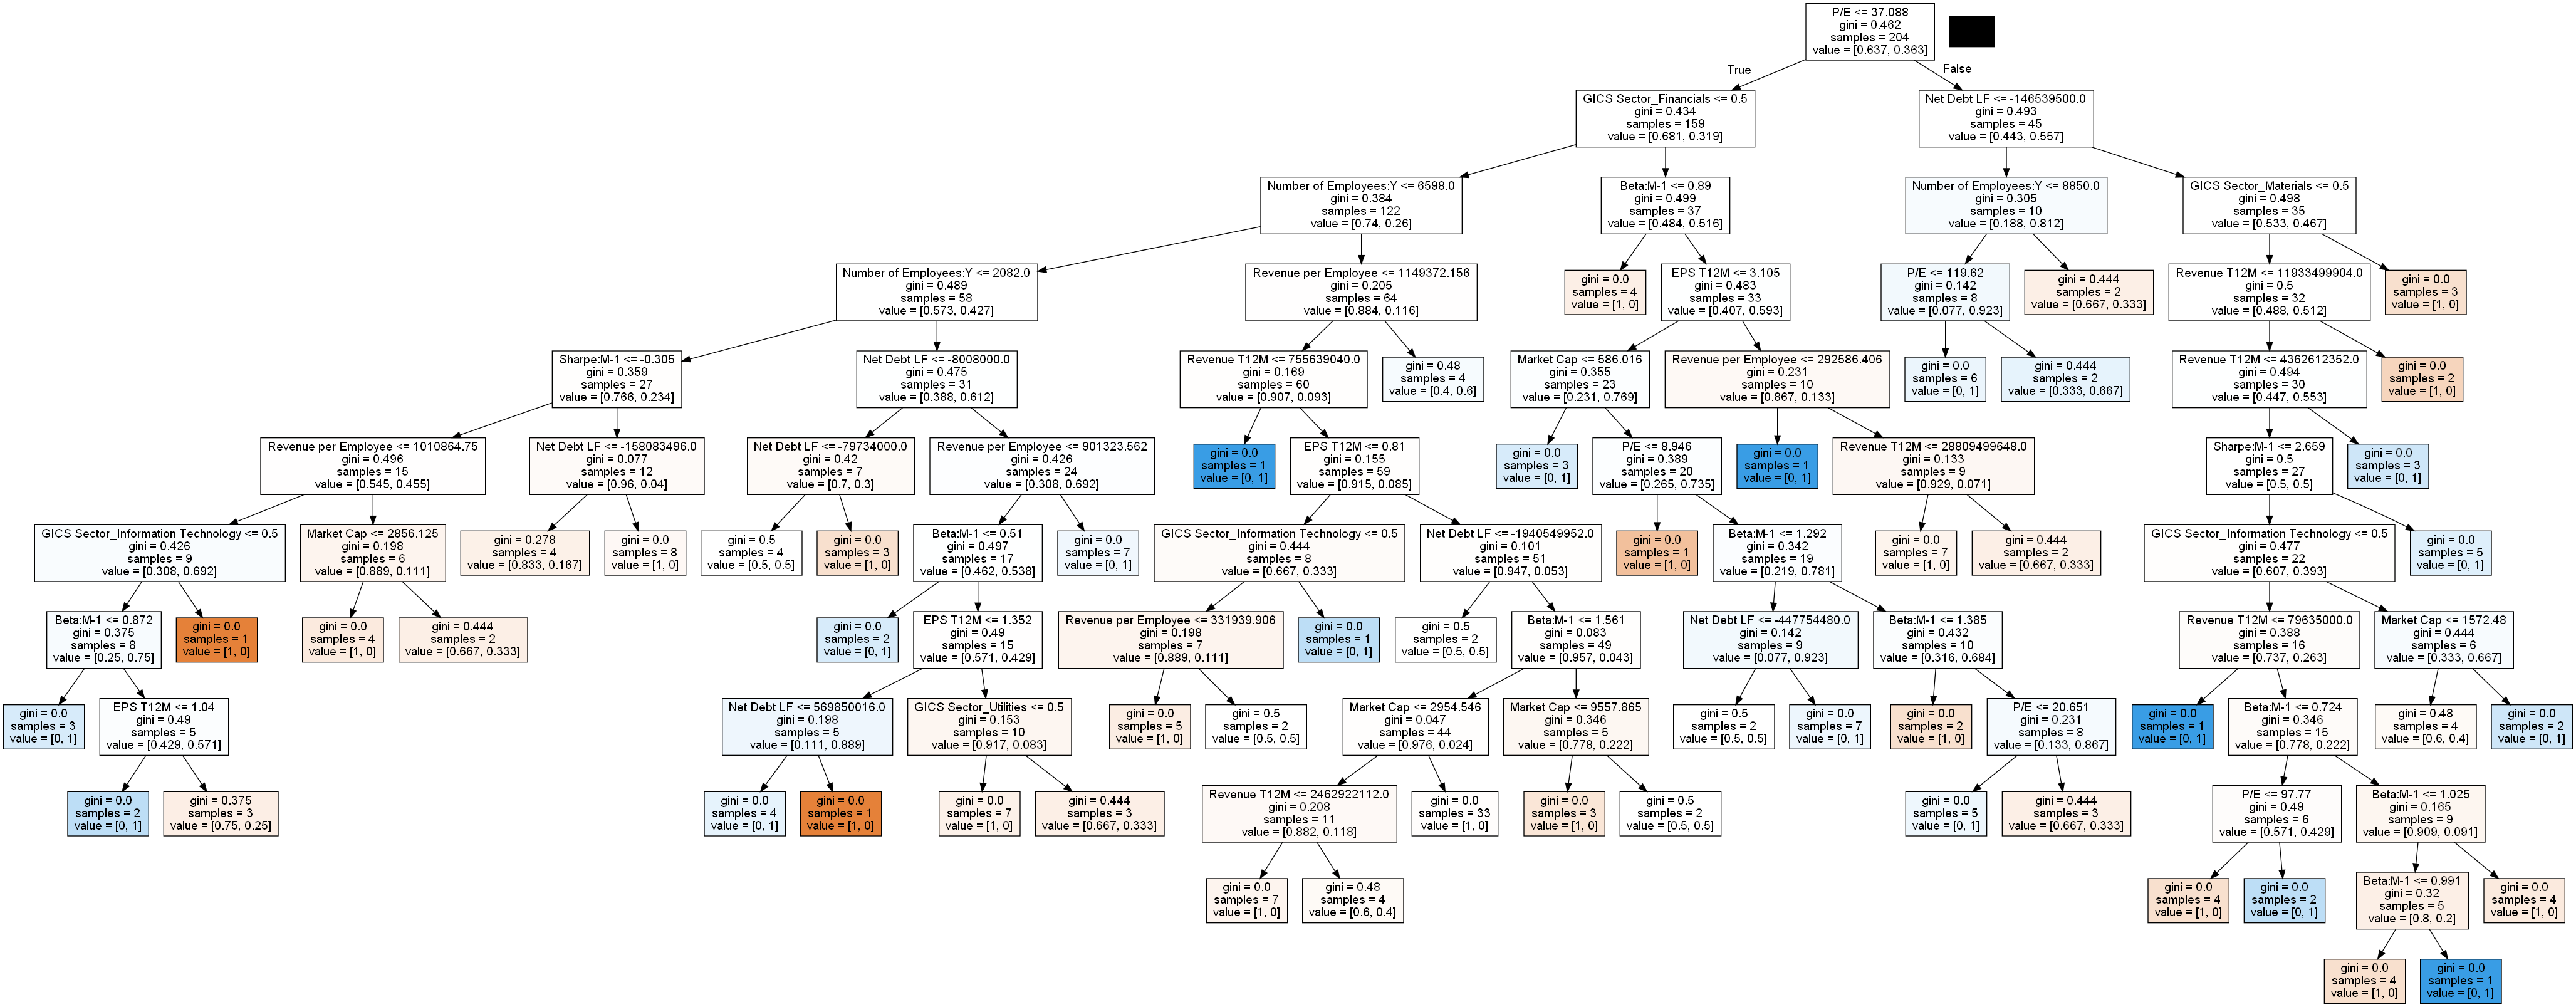 P/E <= 37.088
gini = 0.462
samples = 204
value = [0.637, 0.363]
True
False
GICS Sector_Financials <= 0.5
gini = 0.434
samples = 159
value = [0.681, 0.319]
Net Debt LF <= -146539500.0
gini = 0.493
samples = 45
value = [0.443, 0.557]
Number of Employees:Y <= 6598.0
gini = 0.384
samples = 122
value = [0.74, 0.26]
Beta:M-1 <= 0.89
gini = 0.499
samples = 37
value = [0.484, 0.516]
Number of Employees:Y <= 8850.0
gini = 0.305
samples = 10
value = [0.188, 0.812]
GICS Sector_Materials <= 0.5
gini = 0.498
samples = 35
value = [0.533, 0.467]
Number of Employees:Y <= 2082.0
gini = 0.489
samples = 58
value = [0.573, 0.427]
Revenue per Employee <= 1149372.156
gini = 0.205
samples = 64
value = [0.884, 0.116]
gini = 0.0
samples = 4
value = [1, 0]
EPS T12M <= 3.105
gini = 0.483
samples = 33
value = [0.407, 0.593]
P/E <= 119.62
gini = 0.142
samples = 8
value = [0.077, 0.923]
gini = 0.444
samples = 2
value = [0.667, 0.333]
Revenue T12M <= 11933499904.0
gini = 0.5
samples = 32
value = [0.488, 0.512]
gini = 0.0
samples = 3
value = [1, 0]
Sharpe:M-1 <= -0.305
gini = 0.359
samples = 27
value = [0.766, 0.234]
Net Debt LF <= -8008000.0
gini = 0.475
samples = 31
value = [0.388, 0.612]
Revenue T12M <= 755639040.0
gini = 0.169
samples = 60
value = [0.907, 0.093]
gini = 0.48
samples = 4
value = [0.4, 0.6]
Market Cap <= 586.016
gini = 0.355
samples = 23
value = [0.231, 0.769]
Revenue per Employee <= 292586.406
gini = 0.231
samples = 10
value = [0.867, 0.133]
gini = 0.0
samples = 6
value = [0, 1]
gini = 0.444
samples = 2
value = [0.333, 0.667]
Revenue T12M <= 4362612352.0
gini = 0.494
samples = 30
value = [0.447, 0.553]
gini = 0.0
samples = 2
value = [1, 0]
Revenue per Employee <= 1010864.75
gini = 0.496
samples = 15
value = [0.545, 0.455]
Net Debt LF <= -158083496.0
gini = 0.077
samples = 12
value = [0.96, 0.04]
Net Debt LF <= -79734000.0
gini = 0.42
samples = 7
value = [0.7, 0.3]
Revenue per Employee <= 901323.562
gini = 0.426
samples = 24
value = [0.308, 0.692]
gini = 0.0
samples = 1
value = [0, 1]
EPS T12M <= 0.81
gini = 0.155
samples = 59
value = [0.915, 0.085]
gini = 0.0
samples = 3
value = [0, 1]
P/E <= 8.946
gini = 0.389
samples = 20
value = [0.265, 0.735]
gini = 0.0
samples = 1
value = [0, 1]
Revenue T12M <= 28809499648.0
gini = 0.133
samples = 9
value = [0.929, 0.071]
Sharpe:M-1 <= 2.659
gini = 0.5
samples = 27
value = [0.5, 0.5]
gini = 0.0
samples = 3
value = [0, 1]
GICS Sector_Information Technology <= 0.5
gini = 0.426
samples = 9
value = [0.308, 0.692]
Market Cap <= 2856.125
gini = 0.198
samples = 6
value = [0.889, 0.111]
gini = 0.278
samples = 4
value = [0.833, 0.167]
gini = 0.0
samples = 8
value = [1, 0]
gini = 0.5
samples = 4
value = [0.5, 0.5]
gini = 0.0
samples = 3
value = [1, 0]
Beta:M-1 <= 0.51
gini = 0.497
samples = 17
value = [0.462, 0.538]
gini = 0.0
samples = 7
value = [0, 1]
GICS Sector_Information Technology <= 0.5
gini = 0.444
samples = 8
value = [0.667, 0.333]
Net Debt LF <= -1940549952.0
gini = 0.101
samples = 51
value = [0.947, 0.053]
gini = 0.0
samples = 1
value = [1, 0]
Beta:M-1 <= 1.292
gini = 0.342
samples = 19
value = [0.219, 0.781]
gini = 0.0
samples = 7
value = [1, 0]
gini = 0.444
samples = 2
value = [0.667, 0.333]
GICS Sector_Information Technology <= 0.5
gini = 0.477
samples = 22
value = [0.607, 0.393]
gini = 0.0
samples = 5
value = [0, 1]
Beta:M-1 <= 0.872
gini = 0.375
samples = 8
value = [0.25, 0.75]
gini = 0.0
samples = 1
value = [1, 0]
gini = 0.0
samples = 4
value = [1, 0]
gini = 0.444
samples = 2
value = [0.667, 0.333]
gini = 0.0
samples = 2
value = [0, 1]
EPS T12M <= 1.352
gini = 0.49
samples = 15
value = [0.571, 0.429]
Revenue per Employee <= 331939.906
gini = 0.198
samples = 7
value = [0.889, 0.111]
gini = 0.0
samples = 1
value = [0, 1]
gini = 0.5
samples = 2
value = [0.5, 0.5]
Beta:M-1 <= 1.561
gini = 0.083
samples = 49
value = [0.957, 0.043]
Net Debt LF <= -447754480.0
gini = 0.142
samples = 9
value = [0.077, 0.923]
Beta:M-1 <= 1.385
gini = 0.432
samples = 10
value = [0.316, 0.684]
Revenue T12M <= 79635000.0
gini = 0.388
samples = 16
value = [0.737, 0.263]
Market Cap <= 1572.48
gini = 0.444
samples = 6
value = [0.333, 0.667]
gini = 0.0
samples = 3
value = [0, 1]
EPS T12M <= 1.04
gini = 0.49
samples = 5
value = [0.429, 0.571]
Net Debt LF <= 569850016.0
gini = 0.198
samples = 5
value = [0.111, 0.889]
GICS Sector_Utilities <= 0.5
gini = 0.153
samples = 10
value = [0.917, 0.083]
gini = 0.0
samples = 5
value = [1, 0]
gini = 0.5
samples = 2
value = [0.5, 0.5]
Market Cap <= 2954.546
gini = 0.047
samples = 44
value = [0.976, 0.024]
Market Cap <= 9557.865
gini = 0.346
samples = 5
value = [0.778, 0.222]
gini = 0.5
samples = 2
value = [0.5, 0.5]
gini = 0.0
samples = 7
value = [0, 1]
gini = 0.0
samples = 2
value = [1, 0]
P/E <= 20.651
gini = 0.231
samples = 8
value = [0.133, 0.867]
gini = 0.0
samples = 1
value = [0, 1]
Beta:M-1 <= 0.724
gini = 0.346
samples = 15
value = [0.778, 0.222]
gini = 0.48
samples = 4
value = [0.6, 0.4]
gini = 0.0
samples = 2
value = [0, 1]
gini = 0.0
samples = 2
value = [0, 1]
gini = 0.375
samples = 3
value = [0.75, 0.25]
gini = 0.0
samples = 4
value = [0, 1]
gini = 0.0
samples = 1
value = [1, 0]
gini = 0.0
samples = 7
value = [1, 0]
gini = 0.444
samples = 3
value = [0.667, 0.333]
Revenue T12M <= 2462922112.0
gini = 0.208
samples = 11
value = [0.882, 0.118]
gini = 0.0
samples = 33
value = [1, 0]
gini = 0.0
samples = 3
value = [1, 0]
gini = 0.5
samples = 2
value = [0.5, 0.5]
gini = 0.0
samples = 5
value = [0, 1]
gini = 0.444
samples = 3
value = [0.667, 0.333]
P/E <= 97.77
gini = 0.49
samples = 6
value = [0.571, 0.429]
Beta:M-1 <= 1.025
gini = 0.165
samples = 9
value = [0.909, 0.091]
gini = 0.0
samples = 7
value = [1, 0]
gini = 0.48
samples = 4
value = [0.6, 0.4]
gini = 0.0
samples = 4
value = [1, 0]
gini = 0.0
samples = 2
value = [0, 1]
Beta:M-1 <= 0.991
gini = 0.32
samples = 5
value = [0.8, 0.2]
gini = 0.0
samples = 4
value = [1, 0]
gini = 0.0
samples = 4
value = [1, 0]
gini = 0.0
samples = 1
value = [0, 1]